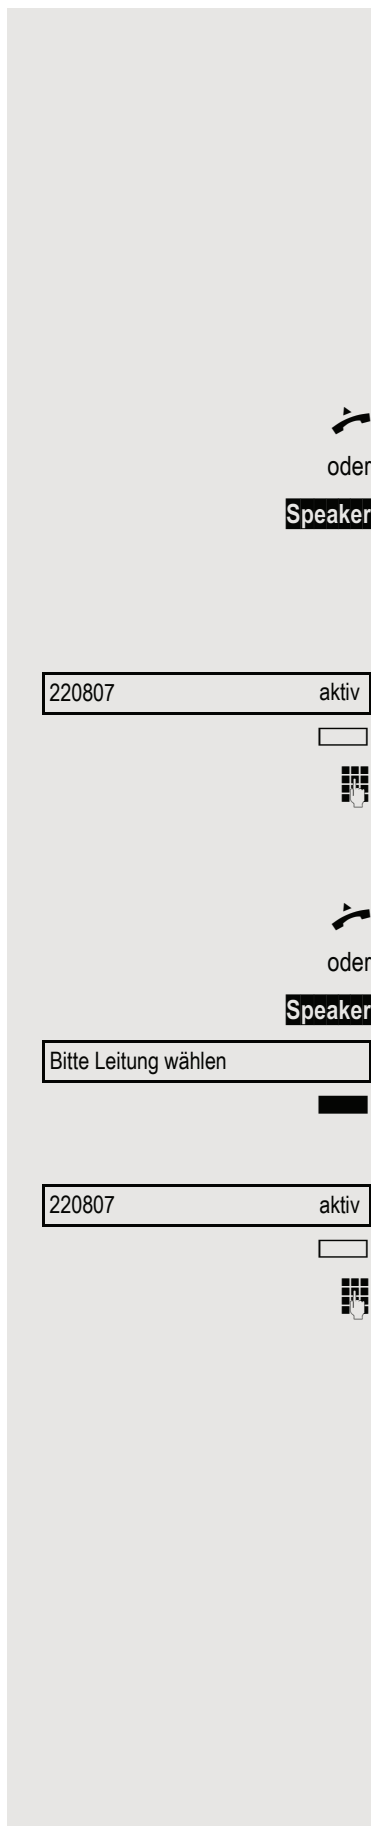 oder
Speaker
220807 aktiv
oder
Speaker
Bitte Leitung wählen
220807 aktiv